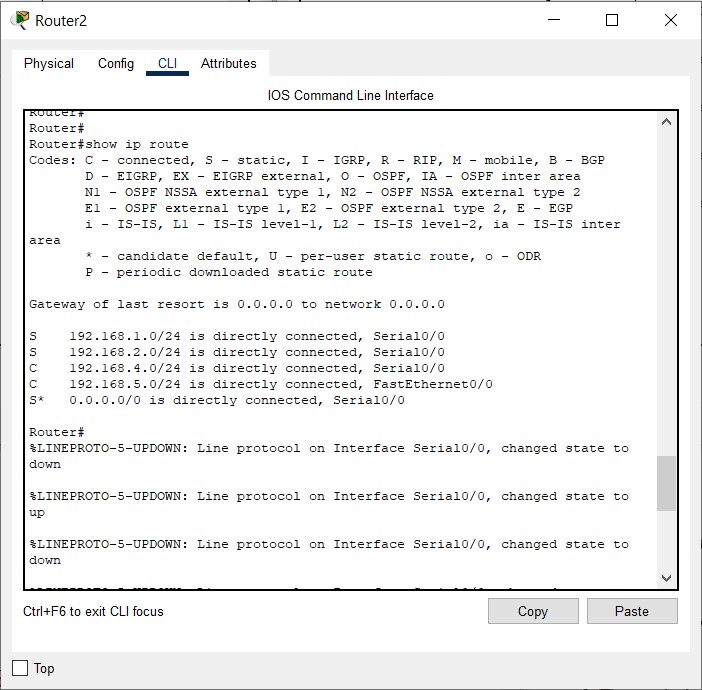 Router2
Physical Config CLI Attributes
IOS Command Line Interface
Router#
Router#
Router#show ip route
Codes: C - connected, S - static, I - IGRP, R - RIP, M - mobile, B - BGP
D - EIGRP, EX - EIGRP external, O - OSPF, IA - OSPF inter area
N1 - OSPF NSSA external type 1, N2 - OSPF NSSA external type 2
E1 - OSPF external type 1, E2 - OSPF external type 2, E - EGP
i - IS-IS, L1 - IS-IS level-1, L2 - IS-IS level-2, ia - IS-IS inter
area
* - candidate default, U - per-user static route, o - ODR
P - periodic downloaded static route
Gateway of last resort is 0.0.0.0 to network 0.0.0.0
S 192.168.1.0/24 is directly connected, Serial0/0
S 192.168.2.0/24 is directly connected, Serial0/0
C 192.168.4.0/24 is directly connected, Serial0/0
C 192.168.5.0/24 is directly connected, FastEthernet0/0
S* 0.0.0.0/0 is directly connected, Serial0/0
Router#
%LINEPROTO-5-UPDOWN: Line protocol on Interface Serial0/0, changed state to
down
%LINEPROTO-5-UPDOWN: Line protocol on Interface Serial0/0, changed state to
up
%LINEPROTO-5-UPDOWN: Line protocol on Interface Serial0/0, changed state to
down
Ctrl+F6 to exit CLI focus
Copy Paste
Top